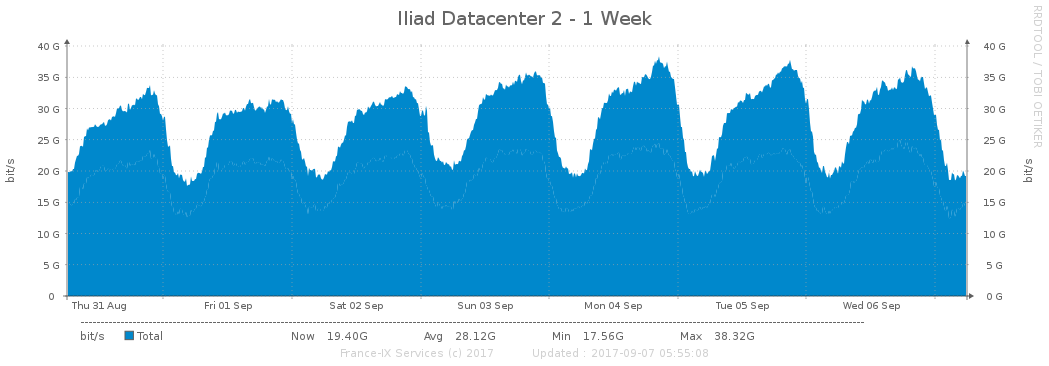 Iliad Datacenter 2 - 1 Week
RRDTOOL / TOBI OETIKER
40 G 40 G
35 G 35 G
30 G 30 G
25 G 25 G
20 G 20 G
15 G 15 G
10 G 10 G
5 G 5 G
0 0 G
bit/s
bit/s
Thu 31 Aug Fri 01 Sep Sat 02 Sep Sun 03 Sep Mon 04 Sep Tue 05 Sep Wed 06 Sep
bit/s Total Now 19.40G Avg 28.12G Min 17.56G Max 38.32G
France-IX Services (c) 2017 Updated : 2017-09-07 05:55:08